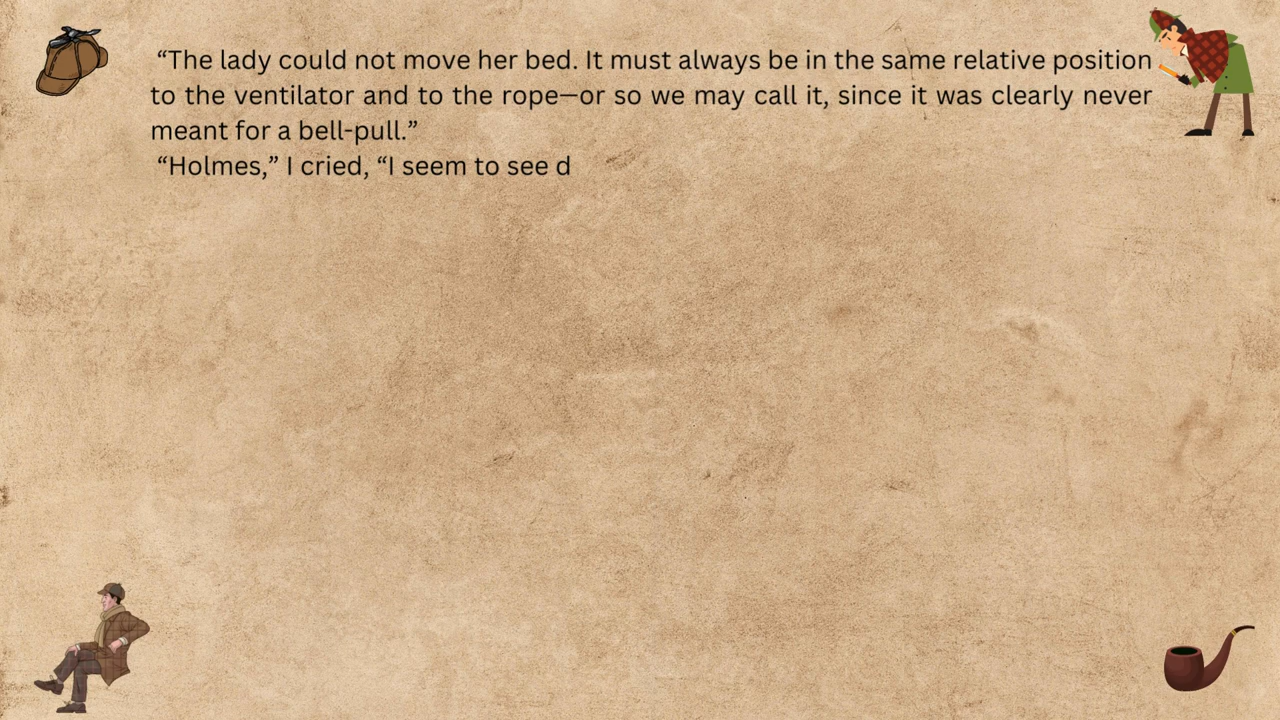 “The lady could not move her bed. It must always be in the same relative position
to the ventilator and to the rope—or so we may call it, since it was clearly never
meant for a bell-pull.”
“Holmes,” I cried, “I seem to see d